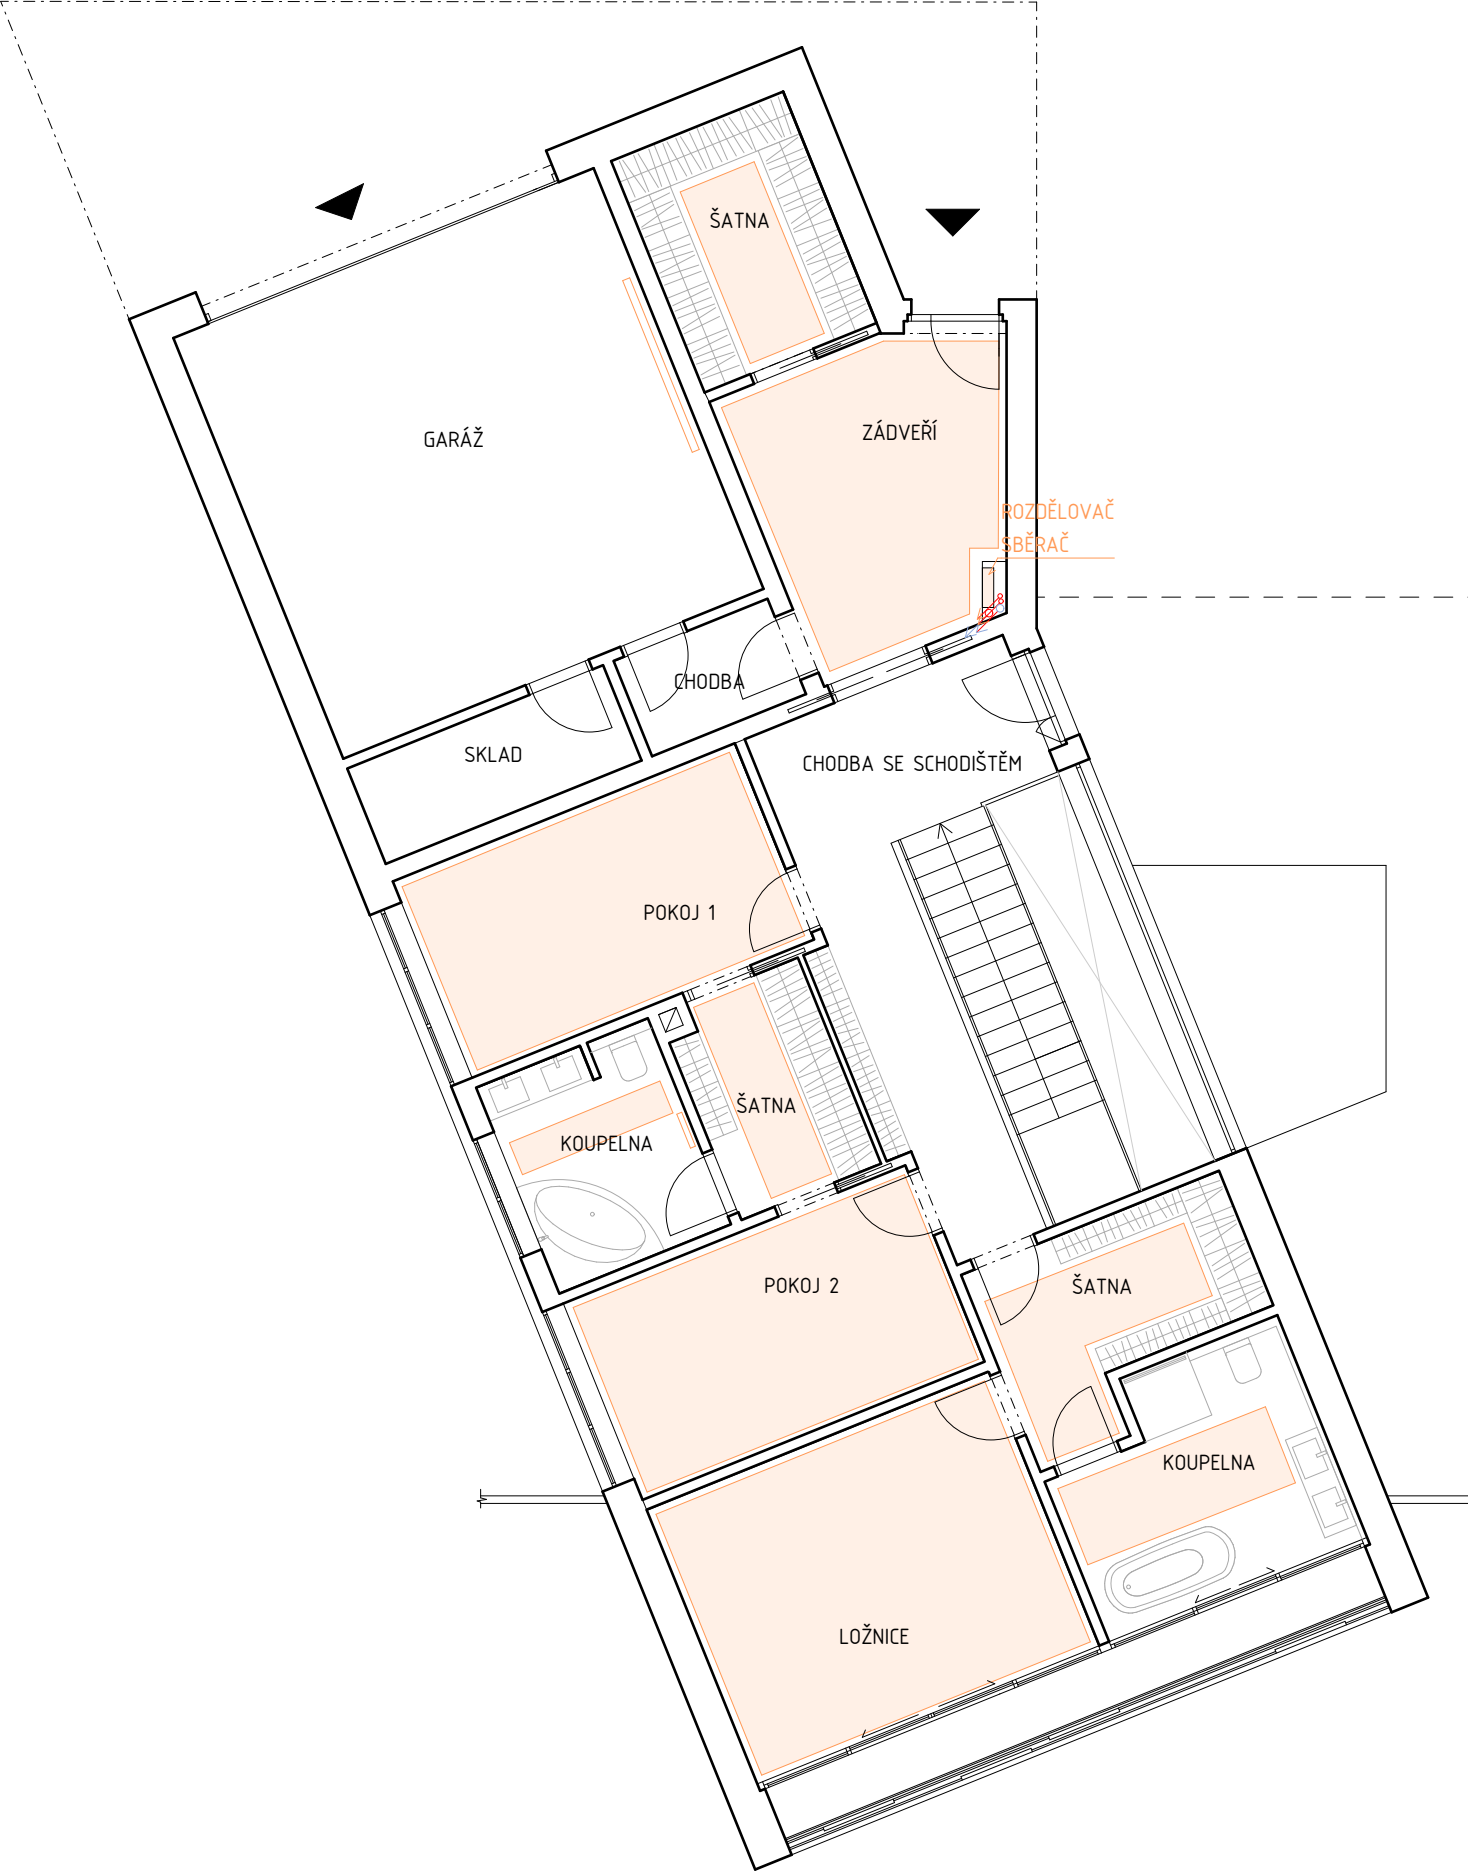 ŠATNA
GARÁŽ
ZÁDVEŘÍ
ROZDĚLOVAČ
SBĚRAČ
CHODBA
SKLAD
CHODBA SE SCHODIŠTĚM
POKOJ 1
ŠATNA
KOUPELNA
POKOJ 2
ŠATNA
KOUPELNA
LOŽNICE